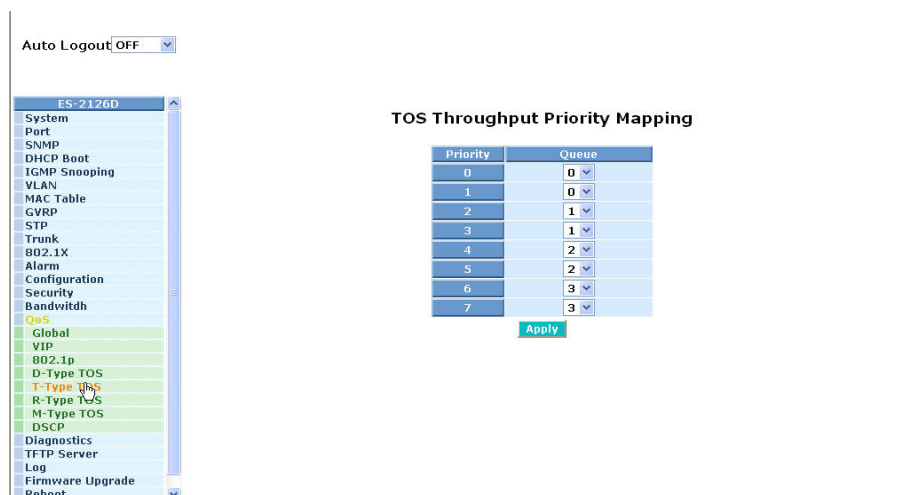 Auto Logout OFF
ES-2126D
System
Port
SNMP
DHCP Boot
IGMP Snooping
VLAN
MAC Table
GVRP
STP
Trunk
802.1X
Alarm
Configuration
Security
Bandwitdh
QoS
Global
VIP
802.1p
D-Type TOS
T-Type TOS
R-Type TOS
M-Type TOS
DSCP
Diagnostics
TFTP Server
Log
Firmware Upgrade
Reboot
TOS Throughput Priority Mapping
Priority Queue
0 0
1 0
2 1
3 1
4 2
5 2
6 3
7 3
Apply